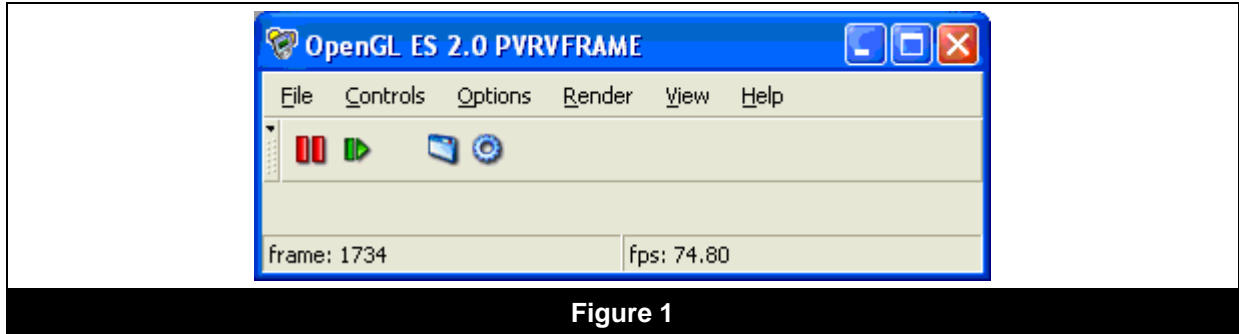 OpenGL ES 2.0 PVRVFRAME
File Controls Options Render View Help
frame: 1734 fps: 74.80
Figure 1